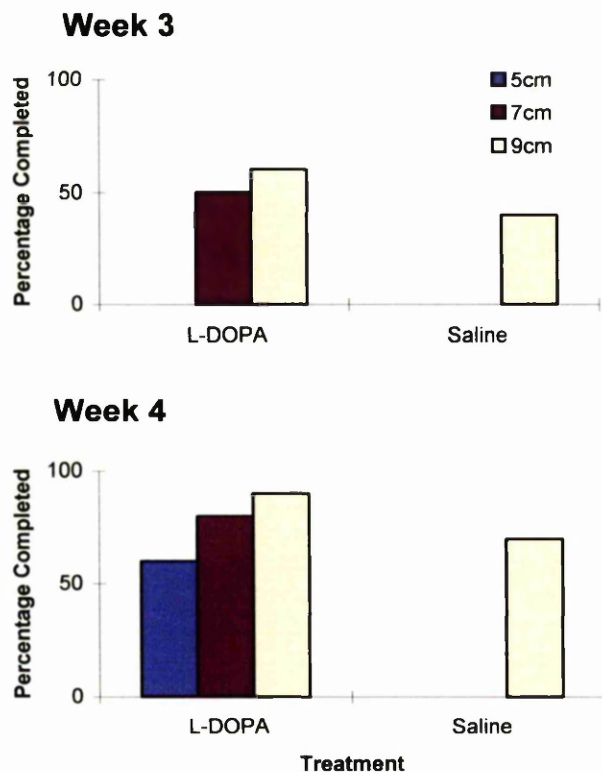 Week 3
Percentage Completed
100
50
0
5cm
7cm
9cm
L-DOPA
Saline
Week 4
Percentage Completed
100
50
0
L-DOPA
Saline
Treatment